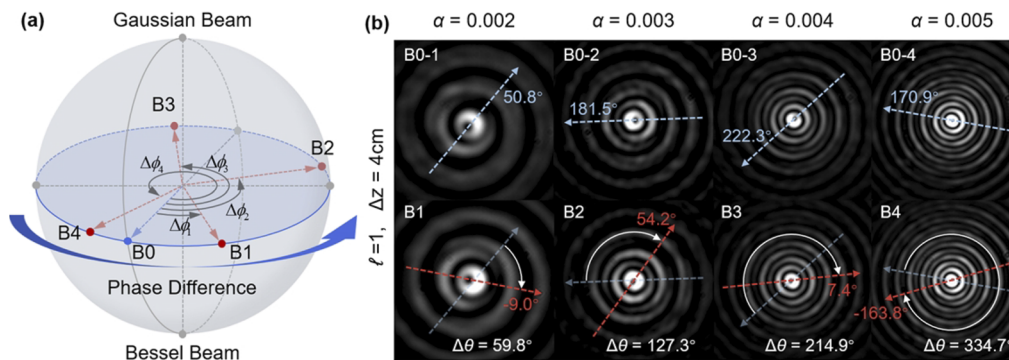 (a)
Gaussian Beam
B3
B2
Δϕ4
Δϕ3
Δϕ2
Δϕ1
B4
B0
B1
Phase Difference
Bessel Beam
(b)
α = 0.002
α = 0.003
α = 0.004
α = 0.005
ℓ =1, Δz = 4cm
B0-1
50.8°
B0-2
181.5°
B0-3
222.3°
B0-4
170.9°
B1
-9.0°
Δθ = 59.8°
B2
54.2°
Δθ = 127.3°
B3
7.4°
Δθ = 214.9°
B4
-163.8°
Δθ = 334.7°